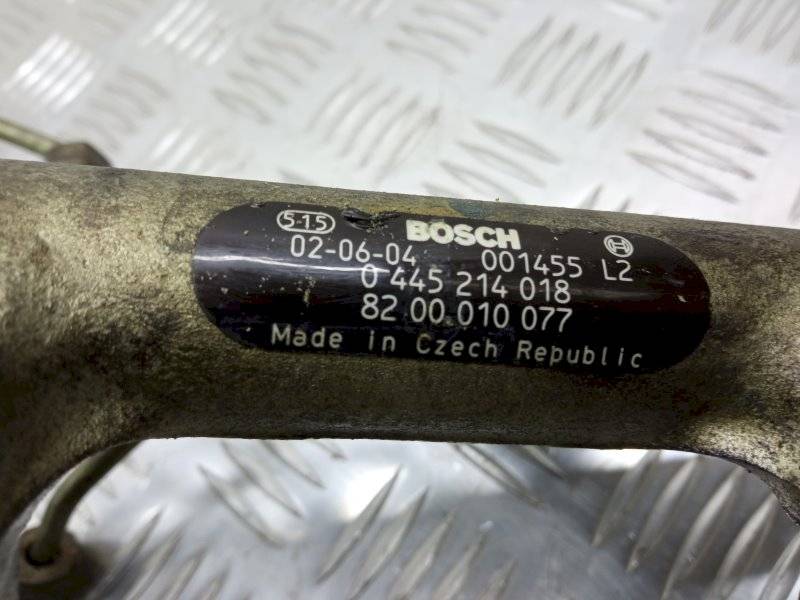 5-15 BOSCH
02-06-04 001455 L2
0 445 214 018
82 00 010 077
Made in Czech Republic